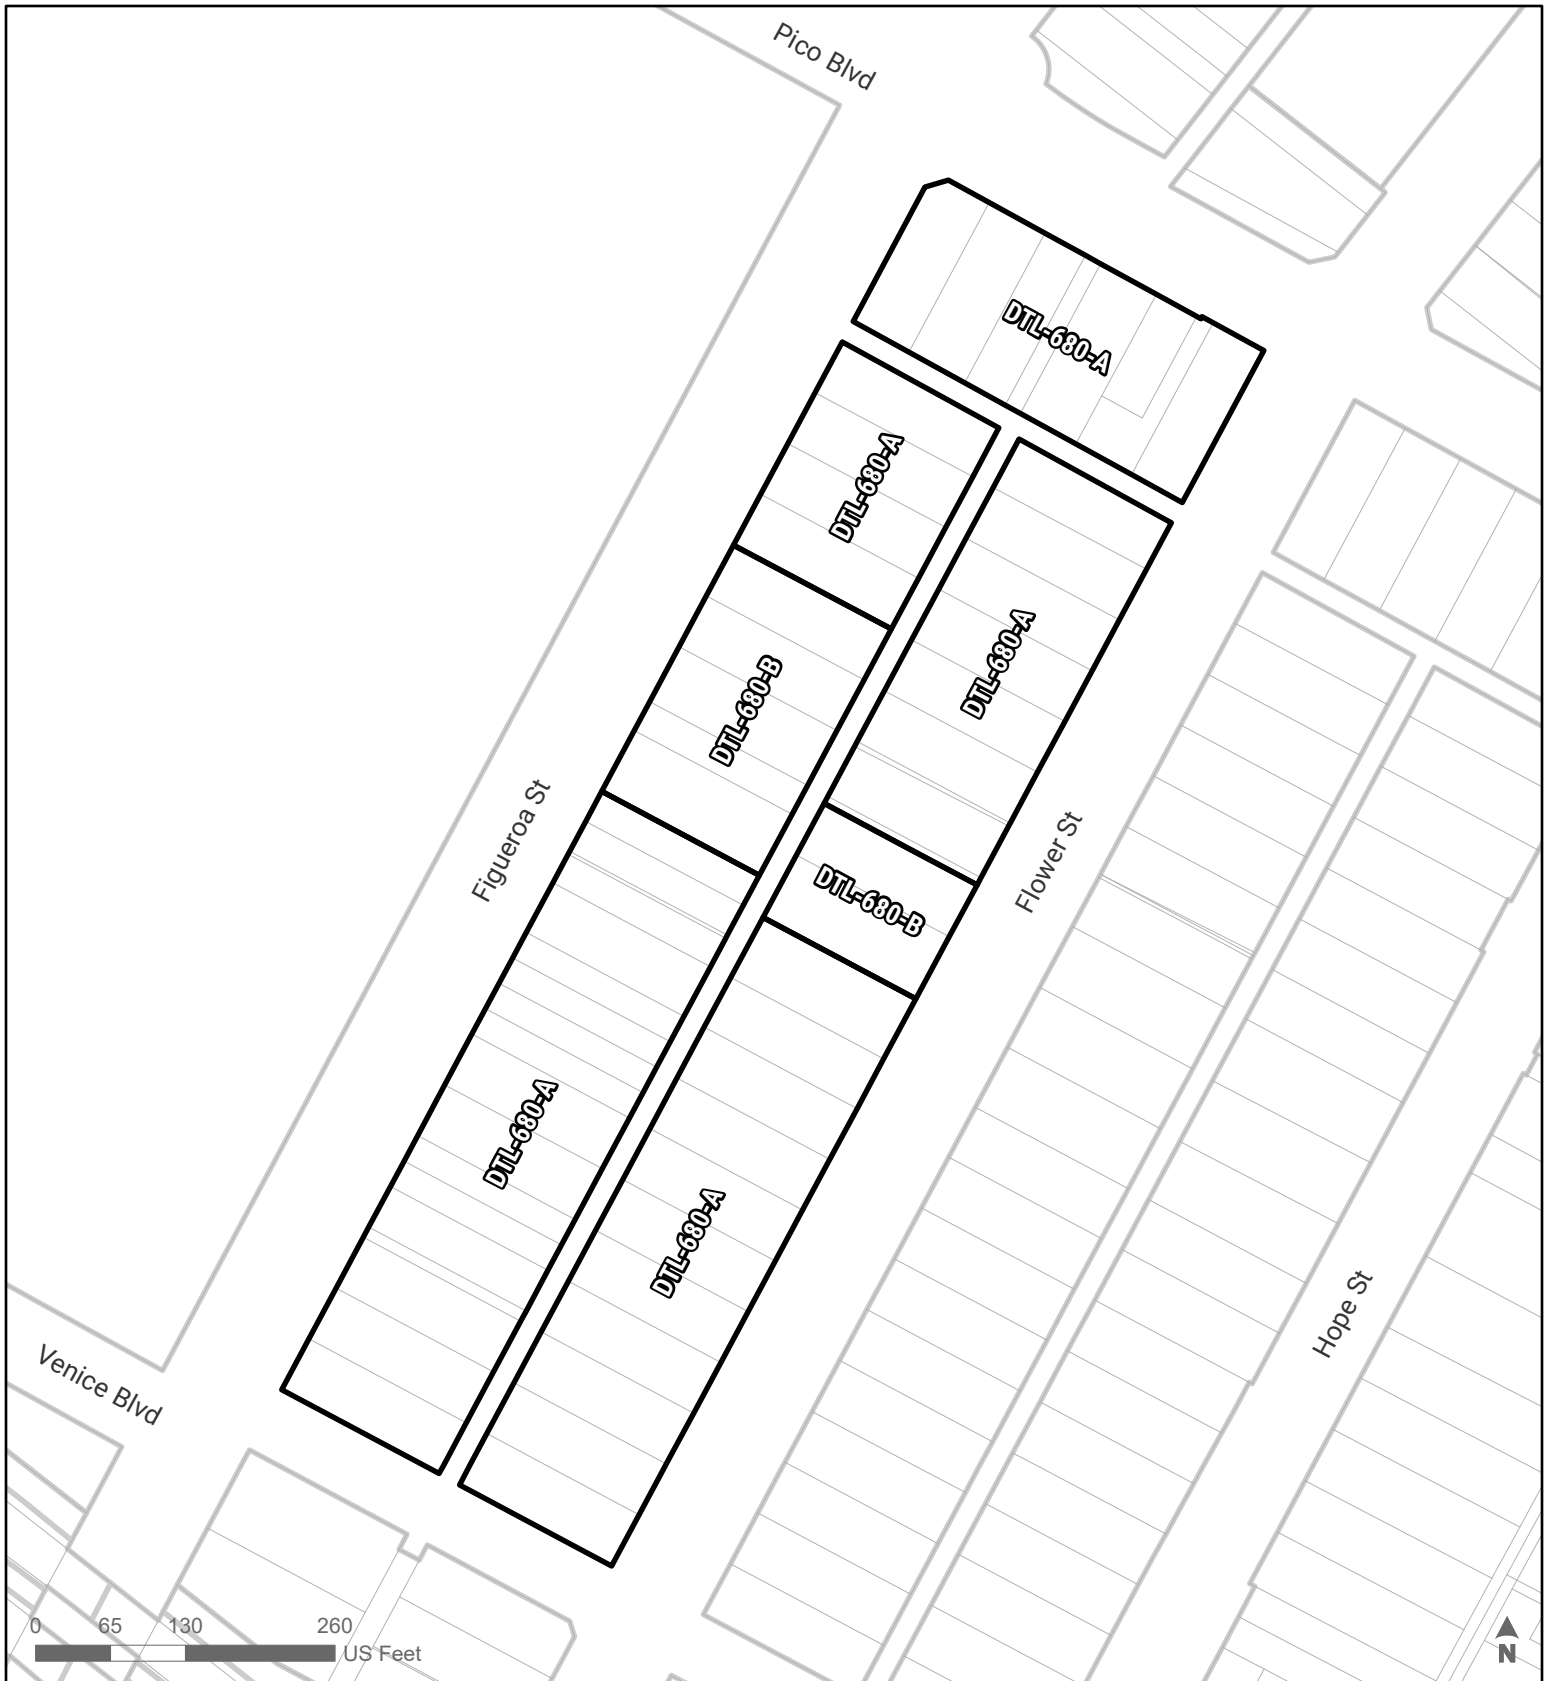 Pico Blvd
DTL-680-A
DTL-680-A
DTL-680-A
DTL-680-B
Figueroa St
Flower St
DTL-680-B
DTL-680-A
DTL-680-A
Hope St
Venice Blvd
0 65 130 260
US Feet
N